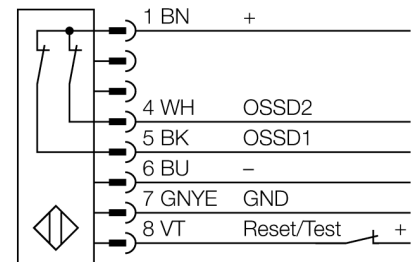 1 BN +
4 WH OSSD2
5 BK OSSD1
6 BU –
7 GNYE GND
8 VT Reset/Test +